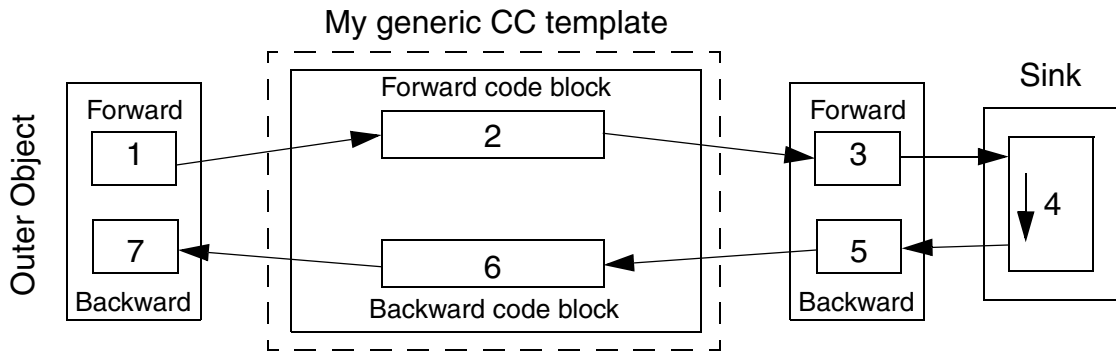 My generic CC template
Outer Object
Forward
1
7
Backward
Forward code block
2
6
Backward code block
Forward
3
5
Backward
Sink
4